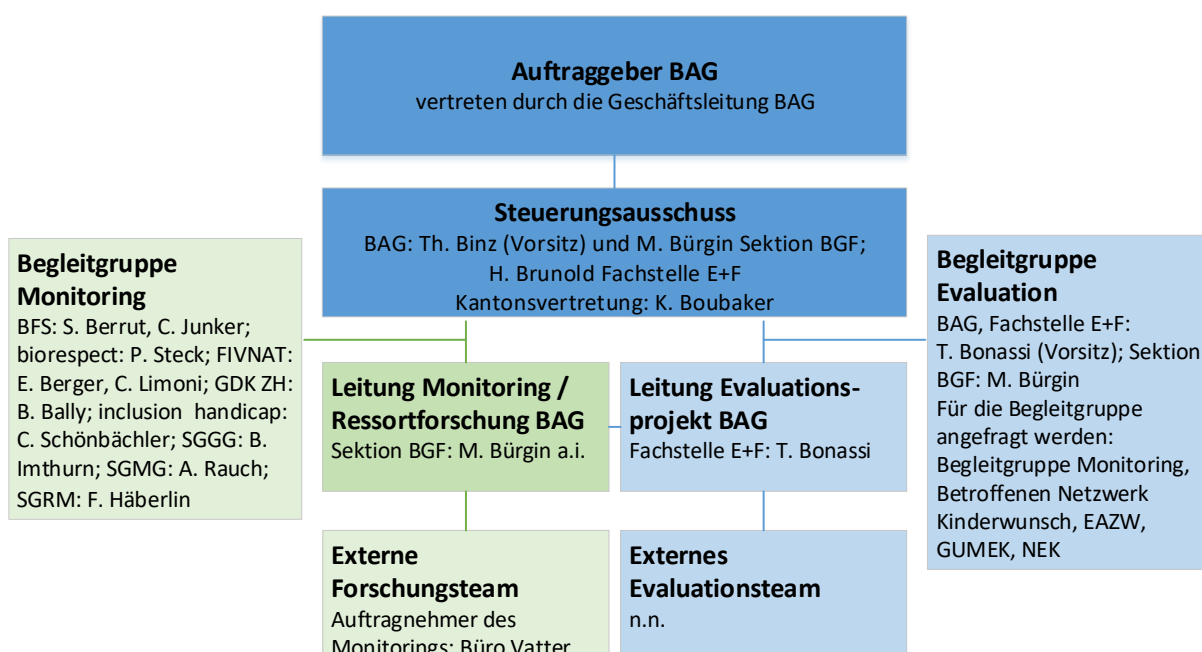 Auftraggeber BAG
vertreten durch die Geschäftsleitung BAG
Steuerungsausschuss
BAG: Th. Binz (Vorsitz) und M. Bürgin Sektion BGF;
H. Brunold Fachstelle E+F
Kantonsvertretung: K. Boubaker
Begleitgruppe
Monitoring
BFS: S. Berrut, C. Junker;
biorespect: P. Steck; FIVNAT:
E. Berger, C. Limoni; GDK ZH:
B. Bally; inclusion handicap:
C. Schönbächler; SGGG: B.
Imthurn; SGMG: A. Rauch;
SGRM: F. Häberlin
Leitung Monitoring /
Ressortforschung BAG
Sektion BGF: M. Bürgin a.i.
Leitung Evaluations-
projekt BAG
Fachstelle E+F: T. Bonassi
Begleitgruppe
Evaluation
BAG, Fachstelle E+F:
T. Bonassi (Vorsitz); Sektion
BGF: M. Bürgin
Für die Begleitgruppe
angefragt werden:
Begleitgruppe Monitoring,
Betroffenen Netzwerk
Kinderwunsch, EAZW,
GUMEK, NEK
Externe
Forschungsteam
Auftragnehmer des
Monitorings: Büro Vatter
Externes
Evaluationsteam
n.n.